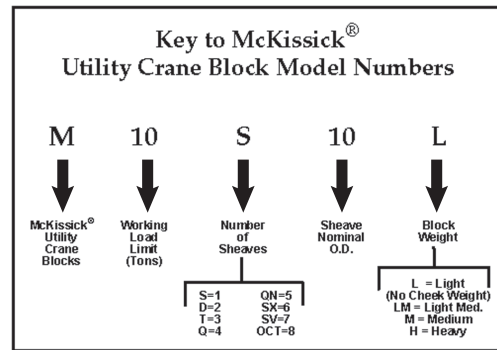 Key to McKissick®
Utility Crane Block Model Numbers
M 10 S 10 L
McKissick®
Utility
Crane
Blocks
Working
Load
Limit
(Tons)
Number
of
Sheaves
Sheave
Nominal
O.D.
Block
Weight
S=1 QN=5
D=2 SX=6
T=3 SV=7
Q=4 OCT=8
L = Light
(No Cheek Weight)
LM = Light Med.
M = Medium
H = Heavy